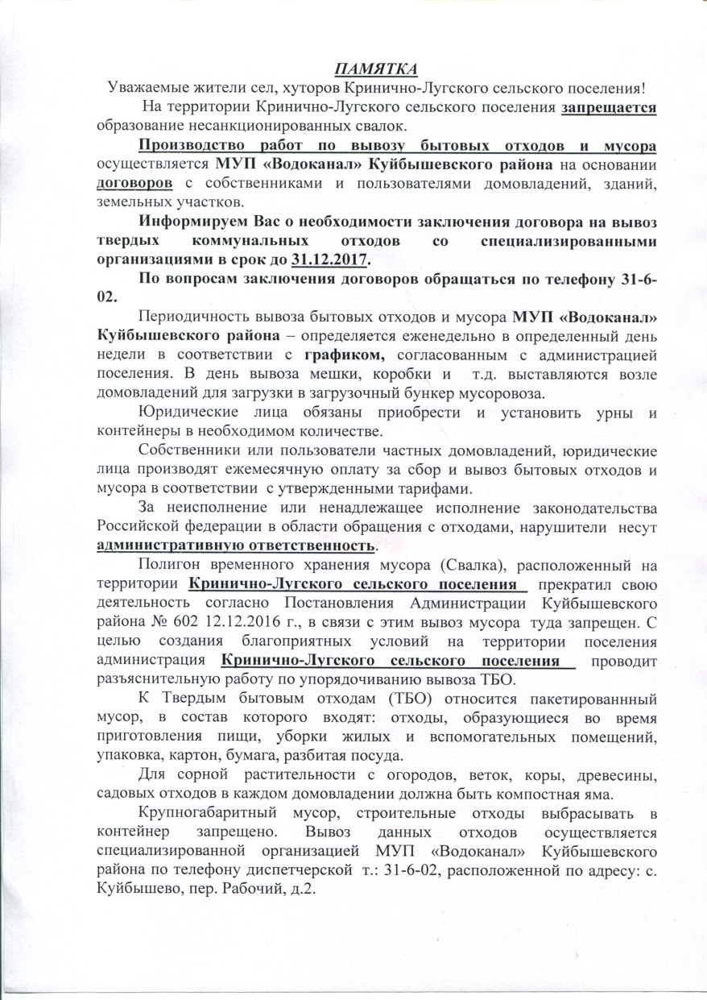 ПАМЯТКА
Уважаемые жители сел, хуторов Кринично-Лугского сельского поселения!
На территории Кринично-Лугского сельского поселения запрещается
образование несанкционированных свалок.
Производство работ по вывозу бытовых отходов и мусора
осуществляется МУП «Водоканал» Куйбышевского района на основании
договоров с собственниками и пользователями домовладений, зданий,
земельных участков.
Информируем Вас о необходимости заключения договора на вывоз
твердых коммунальных отходов со специализированными
организациями в срок до 31.12.2017.
По вопросам заключения договоров обращаться по телефону 31-6-
02.
Периодичность вывоза бытовых отходов и мусора МУП «Водоканал»
Куйбышевского района – определяется еженедельно в определенный день
недели в соответствии с графиком, согласованным с администрацией
поселения. В день вывоза мешки, коробки и т.д. выставляются возле
домовладений для загрузки в загрузочный бункер мусоровоза.
Юридические лица обязаны приобрести и установить урны и
контейнеры в необходимом количестве.
Собственники или пользователи частных домовладений, юридические
лица производят ежемесячную оплату за сбор и вывоз бытовых отходов и
мусора в соответствии с утвержденными тарифами.
За неисполнение или ненадлежащее исполнение законодательства
Российской федерации в области обращения с отходами, нарушители несут
административную ответственность.
Полигон временного хранения мусора (Свалка), расположенный на
территории Кринично-Лугского сельского поселения прекратил свою
деятельность согласно Постановления Администрации Куйбышевского
района № 602 12.12.2016 г., в связи с этим вывоз мусора туда запрещен. С
целью создания благоприятных условий на территории поселения
администрация Кринично-Лугского сельского поселения проводит
разъяснительную работу по упорядочиванию вывоза ТБО.
К Твердым бытовым отходам (ТБО) относится пакетированнный
мусор, в состав которого входят: отходы, образующиеся во время
приготовления пищи, уборки жилых и вспомогательных помещений,
упаковка, картон, бумага, разбитая посуда.
Для сорной растительности с огородов, веток, коры, древесины,
садовых отходов в каждом домовладении должна быть компостная яма.
Крупногабаритный мусор, строительные отходы выбрасывать в
контейнер запрещено. Вывоз данных отходов осуществляется
специализированной организацией МУП «Водоканал» Куйбышевского
района по телефону диспетчерской т.: 31-6-02, расположенной по адресу: с.
Куйбышево, пер. Рабочий, д.2.